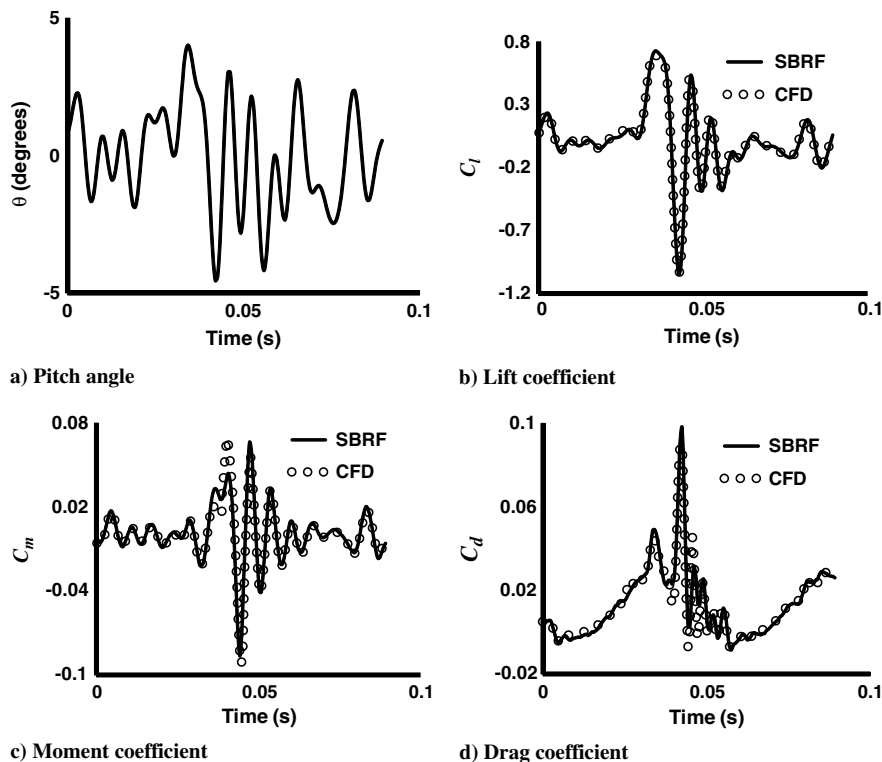 5
0
-5
θ (degrees)
0
0.05
0.1
Time (s)
a) Pitch angle
0.8
0.3
-0.2
-0.7
-1.2
C_l
SBRF
CFD
0
0.05
0.1
Time (s)
b) Lift coefficient
0.08
0.02
-0.04
-0.1
C_m
SBRF
CFD
0
0.05
0.1
Time (s)
c) Moment coefficient
0.1
0.06
0.02
-0.02
C_d
SBRF
CFD
0
0.05
0.1
Time (s)
d) Drag coefficient